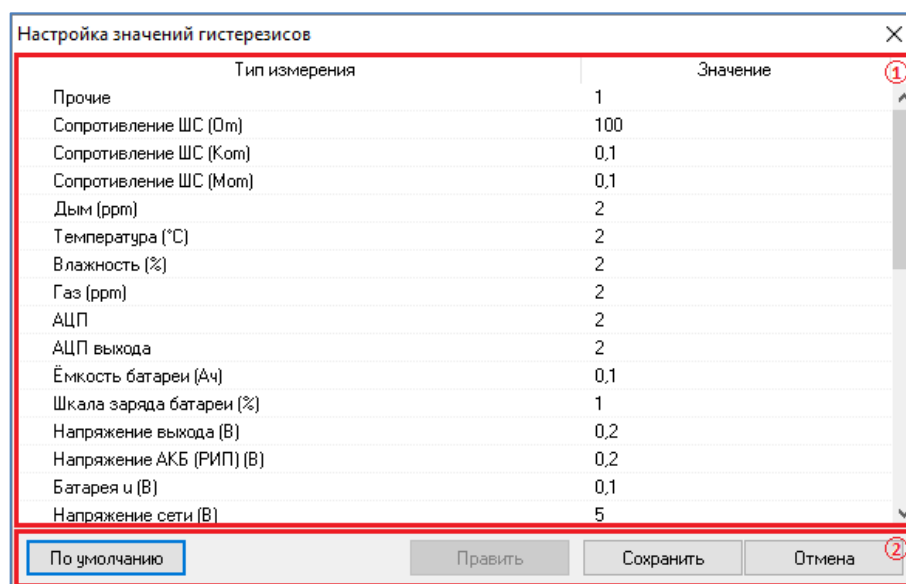 Настройка значений гистерезисов
Тип измерения Значение ①
Прочие 1
Сопротивление ШС (Om) 100
Сопротивление ШС (Kom) 0,1
Сопротивление ШС (Mom) 0,1
Дым (ppm) 2
Температура (°C) 2
Влажность (%) 2
Газ (ppm) 2
АЦП 2
АЦП выхода 2
Ёмкость батареи (Ач) 0,1
Шкала заряда батареи (%) 1
Напряжение выхода (В) 0,2
Напряжение АКБ (РИП) (В) 0,2
Батарея u (В) 0,1
Напряжение сети (В) 5
По умолчанию Править Сохранить Отмена ②